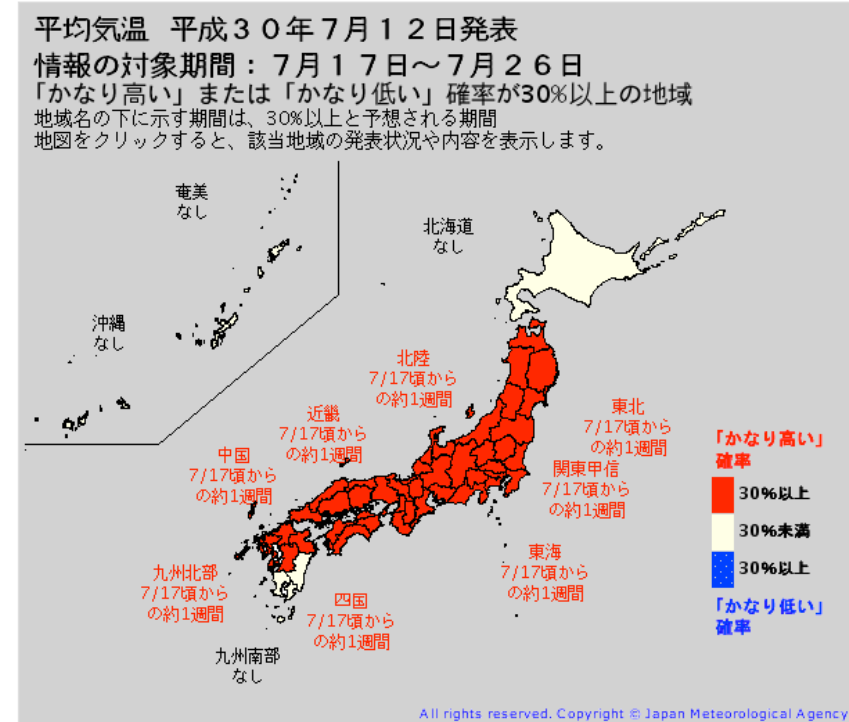 平均気温 平成３０年７月１２日発表
情報の対象期間：７月１７日～７月２６日
「かなり高い」または「かなり低い」確率が30%以上の地域
地域名の下に示す期間は、30%以上と予想される期間
地図をクリックすると、該当地域の発表状況や内容を表示します。
奄美
なし
北海道
なし
沖縄
なし
北陸
7/17頃から
の約1週間
近畿
7/17頃から
の約1週間
中国
7/17頃から
の約1週間
東北
7/17頃から
の約1週間
関東甲信
7/17頃から
の約1週間
東海
7/17頃から
の約1週間
九州北部
7/17頃から
の約1週間
四国
7/17頃から
の約1週間
九州南部
なし
「かなり高い」
確率
30%以上
30%未満
30%以上
「かなり低い」
確率
All rights reserved. Copyright © Japan Meteorological Agency